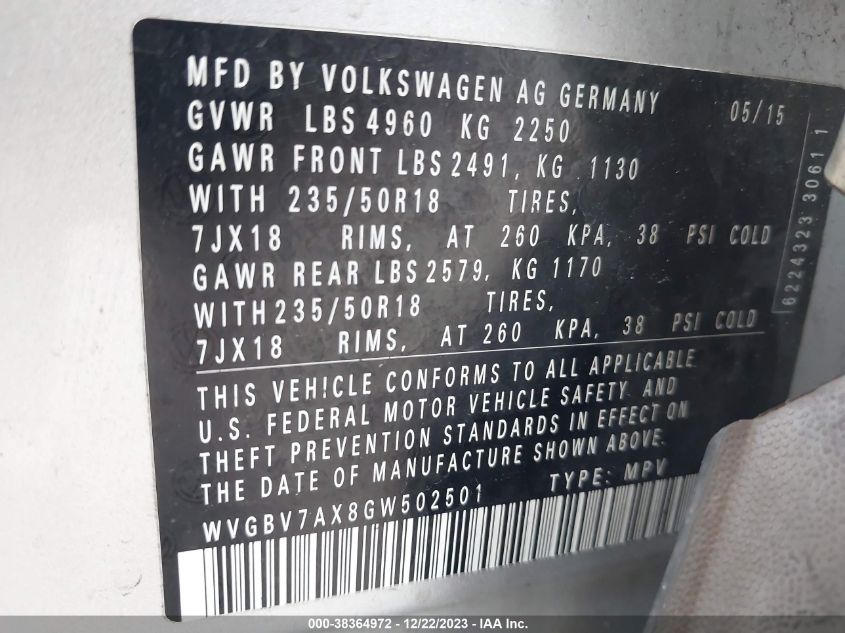 MFD BY VOLKSWAGEN AG GERMANY 05/15
GVWR LBS 4960 KG 2250
GAWR FRONT LBS 2491, KG 1130
WITH 235/50R18 TIRES,
7JX18 RIMS, AT 260 KPA, 38 PSI COLD
GAWR REAR LBS 2579, KG 1170
WITH 235/50R18 TIRES,
7JX18 RIMS, AT 260 KPA, 38 PSI COLD
THIS VEHICLE CONFORMS TO ALL APPLICABLE
U.S. FEDERAL MOTOR VEHICLE SAFETY AND
THEFT PREVENTION STANDARDS IN EFFECT ON
THE DATE OF MANUFACTURE SHOWN ABOVE.
WVGBV7AX8GW502501 TYPE: MPV
6224323 3061 1
000-38364972 - 12/22/2023 - IAA Inc.